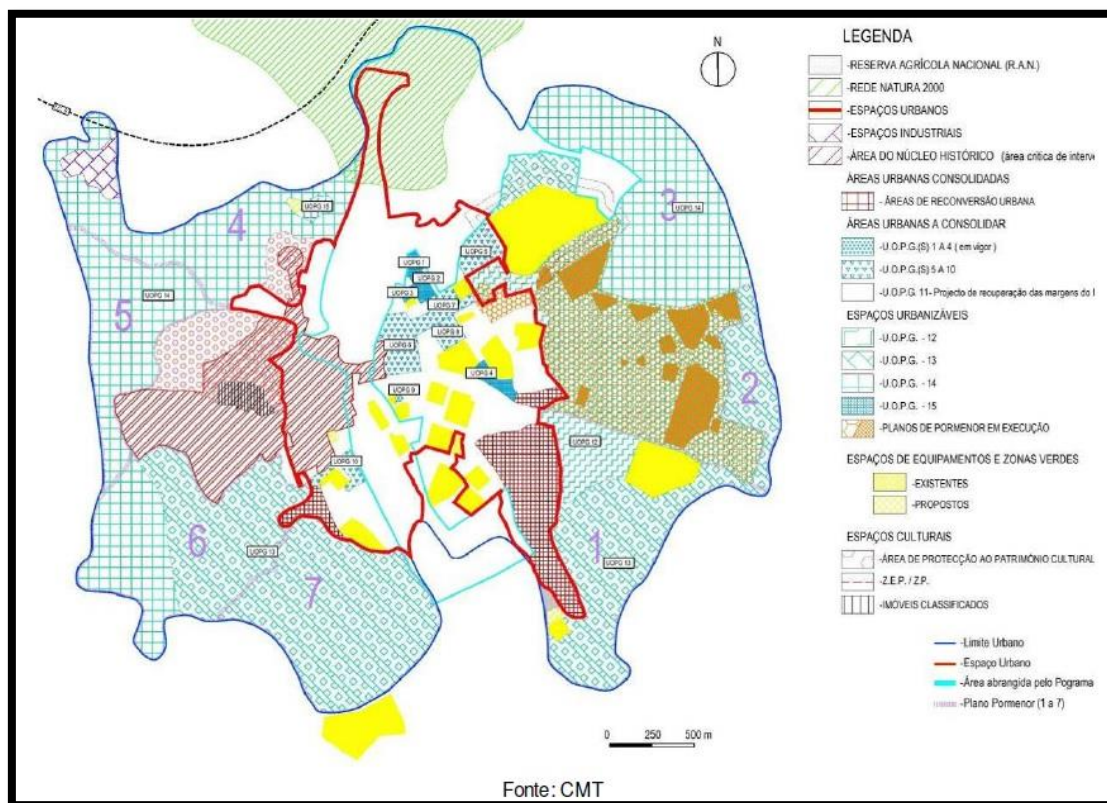 N
LEGENDA
-RESERVA AGRÍCOLA NACIONAL (R.A.N.)
-REDE NATURA 2000
-ESPAÇOS URBANOS
-ESPAÇOS INDUSTRIAIS
-ÁREA DO NÚCLEO HISTÓRICO (área crítica de interve
ÁREAS URBANAS CONSOLIDADAS
- ÁREAS DE RECONVERSÃO URBANA
ÁREAS URBANAS A CONSOLIDAR
-U.O.P.G.(S) 1 A 4 ( em vigor )
-U.O.P.G.(S) 5 A 10
-U.O.P.G. 11- Projecto de recuperação das margens do
ESPAÇOS URBANIZÁVEIS
-U.O.P.G. - 12
-U.O.P.G. - 13
-U.O.P.G. - 14
-U.O.P.G. - 15
-PLANOS DE PORMENOR EM EXECUÇÃO
ESPAÇOS DE EQUIPAMENTOS E ZONAS VERDES
-EXISTENTES
-PROPOSTOS
ESPAÇOS CULTURAIS
-ÁREA DE PROTECÇÃO AO PATRIMÓNIO CULTURAL
-Z.E.P. / Z.P.
-IMÓVEIS CLASSIFICADOS
-Limite Urbano
-Espaço Urbano
-Área abrangida pelo Pograma
-Plano Pormenor (1 a 7)
3
UOPG 14
4
UOPG 15
UOPG 5
UOPG 1
UOPG 2
UOPG 3
UOPG 7
5
UOPG 14
UOPG 8
UOPG 6
UOPG 4
2
UOPG 9
UOPG 12
UOPG 10
6
UOPG 13
7
1
UOPG 13
0 250 500 m
Fonte: CMT